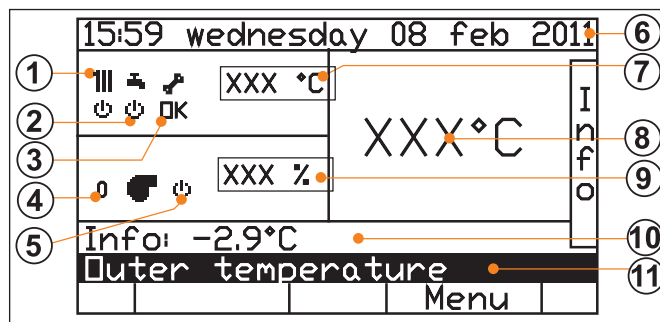 15:59 wednesday 08 feb 2011
XXX °C
OK
XXX °C
Info
0
XXX %
Info: -2.9°C
Outer temperature
Menu
1
2
3
4
5
6
7
8
9
10
11